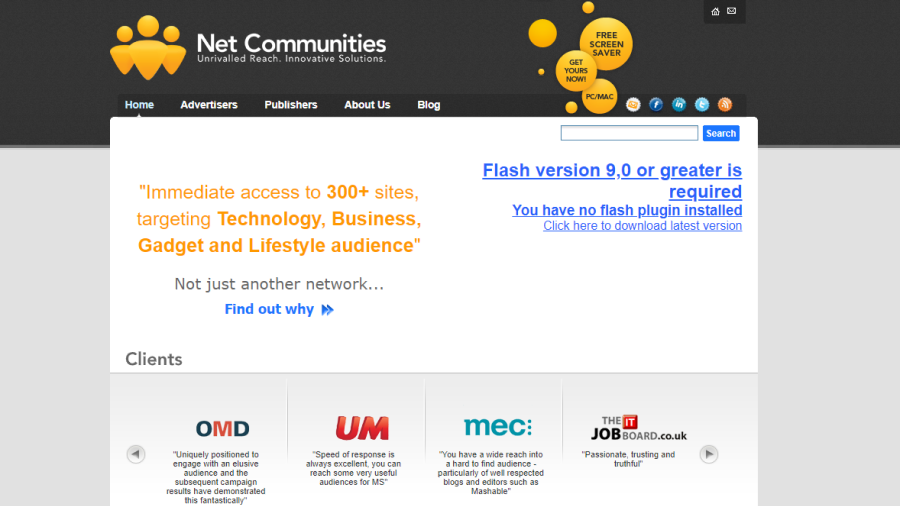 Net Communities
Unrivalled Reach. Innovative Solutions.
FREE
SCREEN
SAVER
GET
YOURS
NOW!
PC/MAC
Home Advertisers Publishers About Us Blog
Search
"Immediate access to 300+ sites,
targeting Technology, Business,
Gadget and Lifestyle audience"
Not just another network...
Find out why
Flash version 9,0 or greater is
required
You have no flash plugin installed
Click here to download latest version
Clients
OMD
"Uniquely positioned to
engage with an elusive
audience and the
subsequent campaign
results have demonstrated
this fantastically"
UM
"Speed of response is
always excellent, you can
reach some very useful
audiences for MS"
mec:
"You have a wide reach into
a hard to find audience -
particularly of well respected
blogs and editors such as
Mashable"
THE IT
JOBBOARD.co.uk
"Passionate, trusting and
truthful"